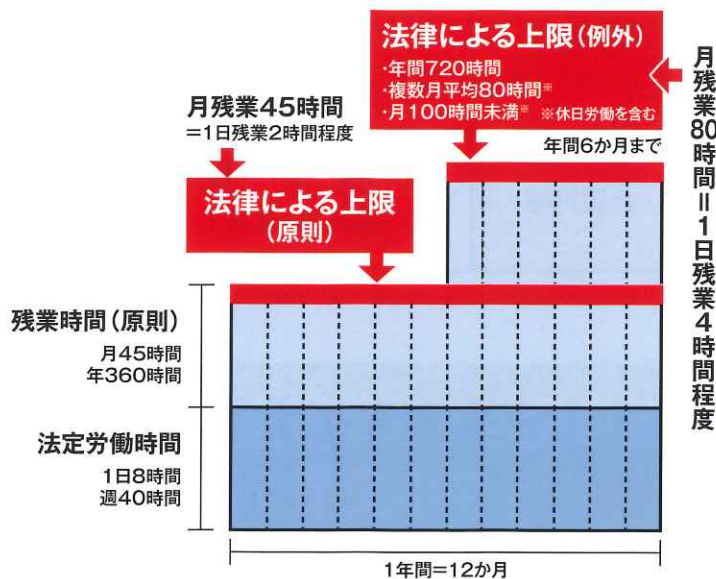 法律による上限(例外)
・年間720時間
・複数月平均80時間※
・月100時間未満※ ※休日労働を含む
年間6か月まで
月残業80時間＝1日残業4時間程度
月残業45時間
＝1日残業2時間程度
法律による上限
(原則)
残業時間(原則)
月45時間
年360時間
法定労働時間
1日8時間
週40時間
1年間＝12か月